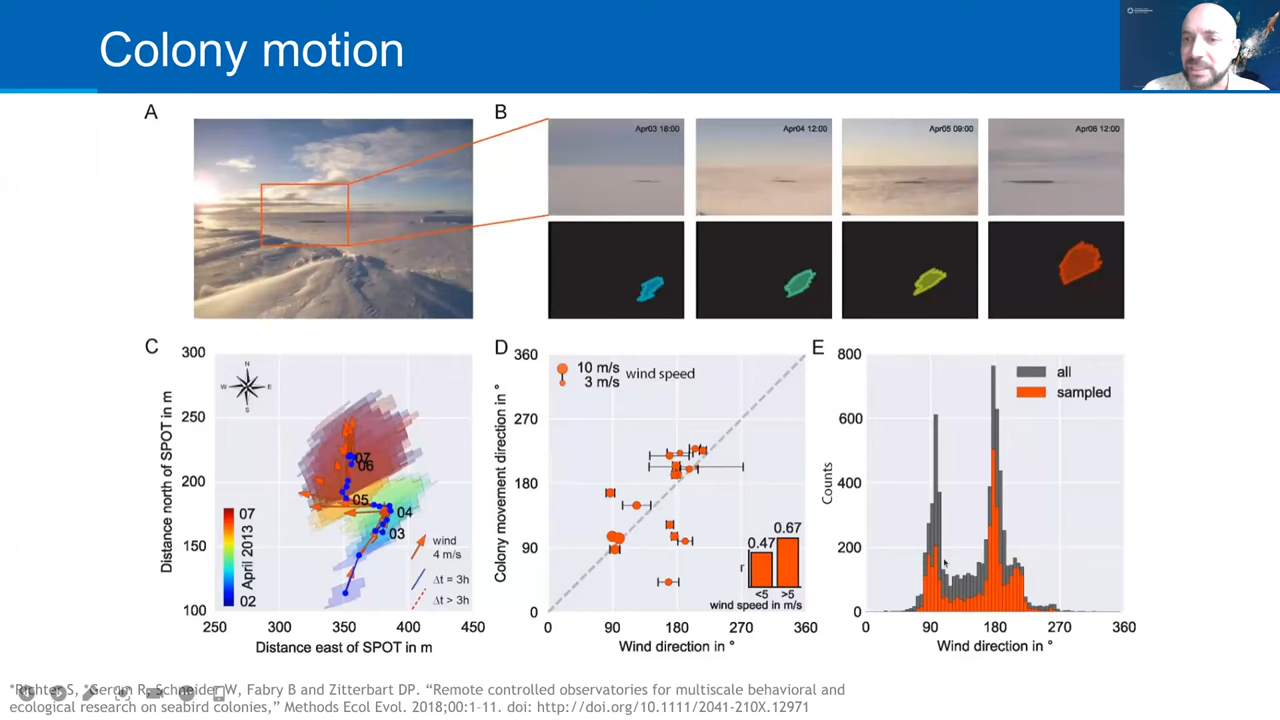 Colony motion
A
B
Apr03 18:00
Apr04 12:00
Apr05 09:00
Apr06 12:00
C
300
250
200
150
100
Distance north of SPOT in m
N
W
E
S
07
April 2013
02
07
06
05
04
03
wind
4 m/s
Δt = 3h
Δt > 3h
250
300
350
400
450
Distance east of SPOT in m
D
360
270
180
90
0
Colony movement direction in °
10 m/s
3 m/s
wind speed
0.47
0.67
r
<5
>5
wind speed in m/s
0
90
180
270
360
Wind direction in °
E
800
600
400
200
0
Counts
all
sampled
0
90
180
270
360
Wind direction in °
*Richter S, *Gerum R, Schneider W, Fabry B and Zitterbart DP. “Remote controlled observatories for multiscale behavioral and
ecological research on seabird colonies,” Methods Ecol Evol. 2018;00:1–11. doi: http://doi.org/10.1111/2041-210X.12971